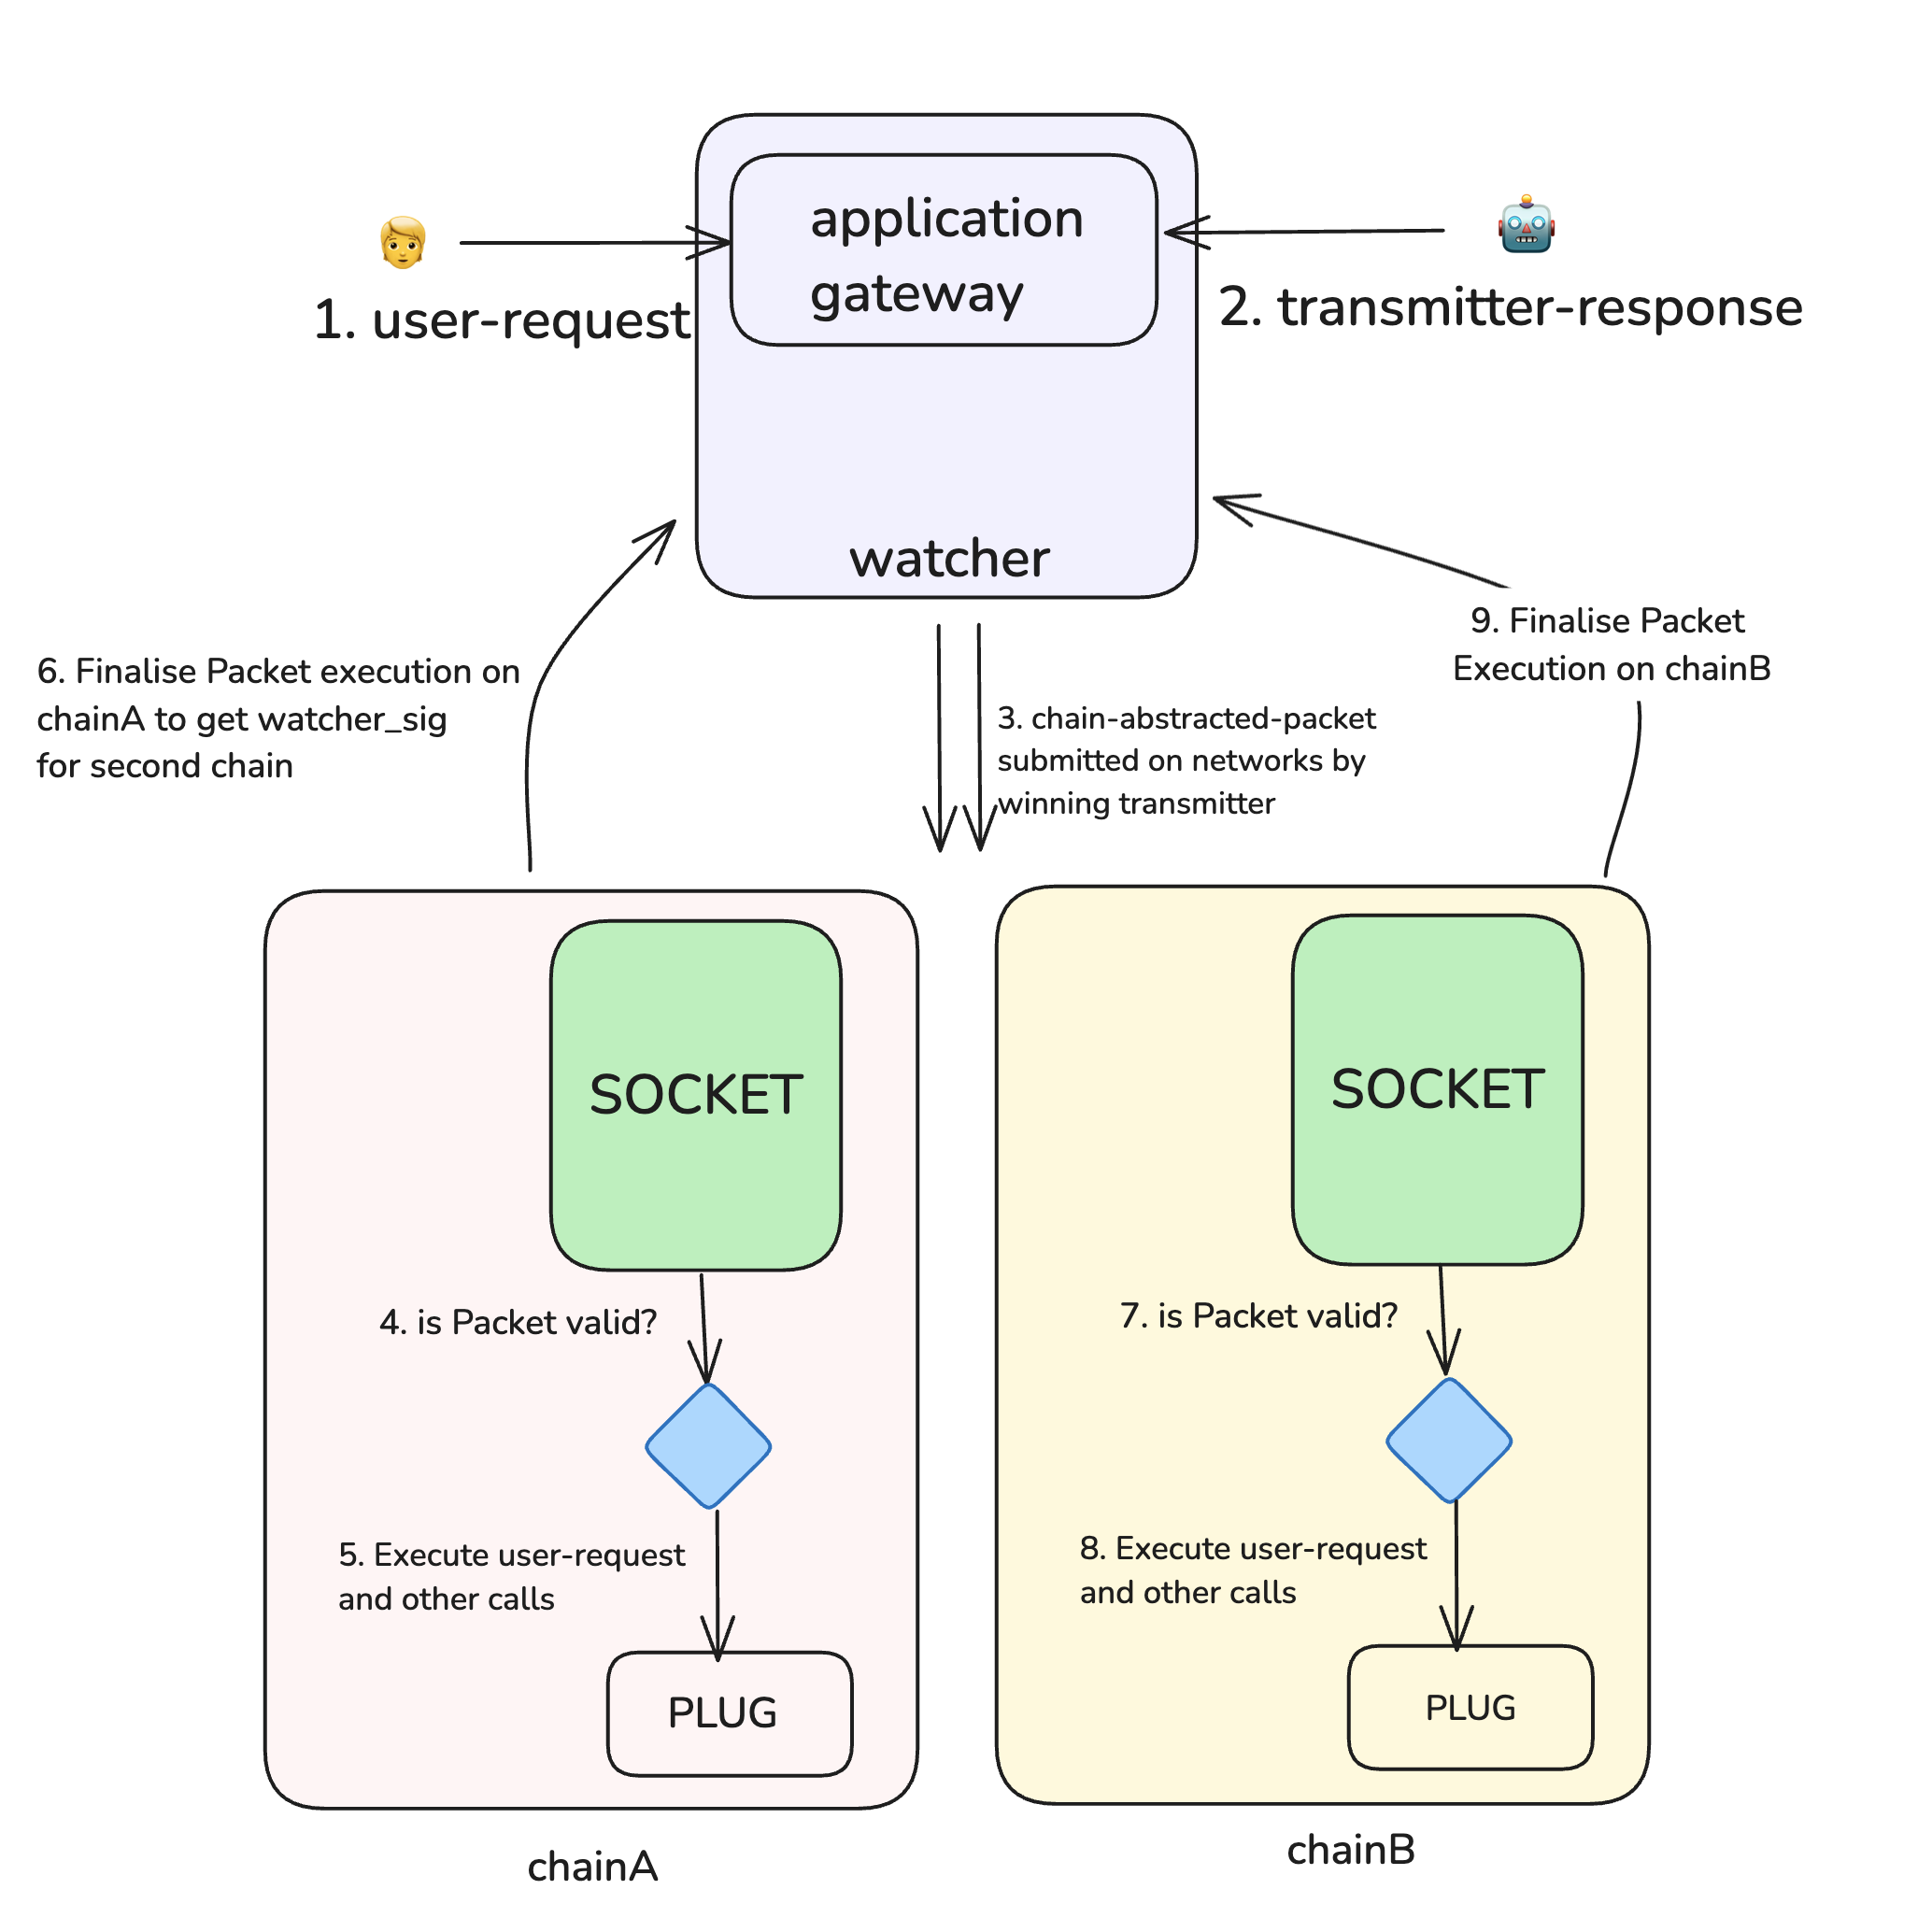 application
gateway
1. user-request
2. transmitter-response
watcher
6. Finalise Packet execution on
chainA to get watcher_sig
for second chain
3. chain-abstracted-packet
submitted on networks by
winning transmitter
9. Finalise Packet
Execution on chainB
SOCKET
4. is Packet valid?
5. Execute user-request
and other calls
PLUG
chainA
SOCKET
7. is Packet valid?
8. Execute user-request
and other calls
PLUG
chainB